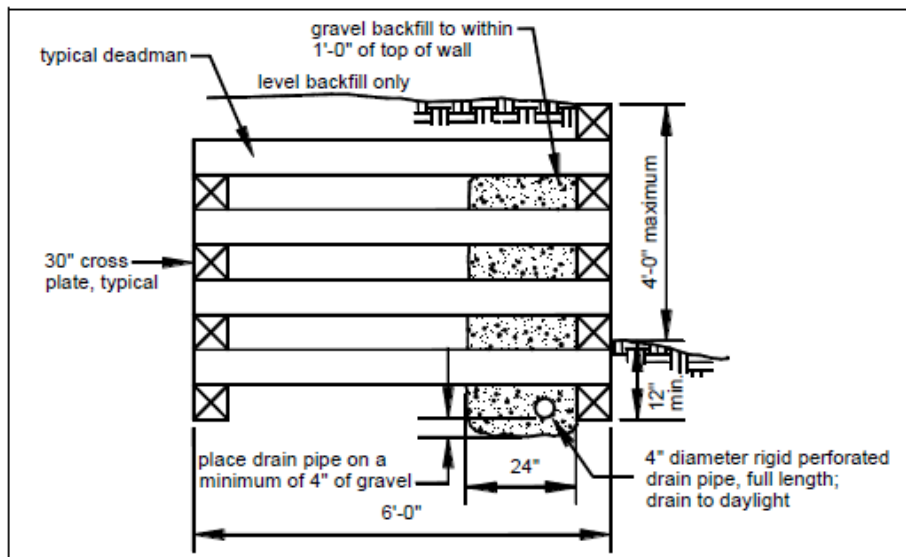 gravel backfill to within
1'-0" of top of wall
typical deadman
level backfill only
4'-0" maximum
30" cross
plate, typical
12"
min.
place drain pipe on a
minimum of 4" of gravel
24"
4" diameter rigid perforated
drain pipe, full length;
drain to daylight
6'-0"